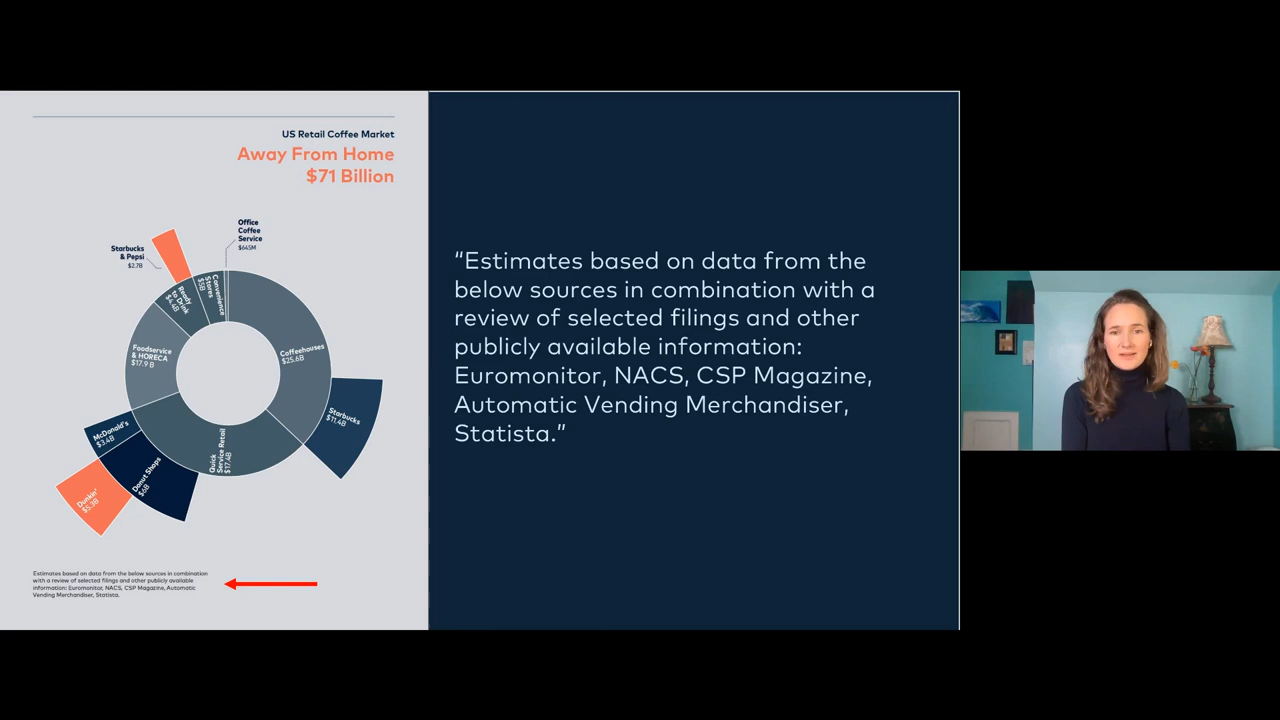 US Retail Coffee Market
Away From Home
$71 Billion
Office
Coffee
Service
$645M
Starbucks
& Pepsi
$2.7B
Convenience
Stores
$5B
Ready
to Drink
$4.4B
Coffeehouses
$25.6B
Foodservice
& HORECA
$17.9 B
Starbucks
$11.4B
McDonald's
$3.4B
Quick
Service Retail
$17.4B
Donut Shops
$6B
Dunkin'
$5.3B
Estimates based on data from the below sources in combination
with a review of selected filings and other publicly available
information: Euromonitor, NACS, CSP Magazine, Automatic
Vending Merchandiser, Statista.
“Estimates based on data from the
below sources in combination with a
review of selected filings and other
publicly available information:
Euromonitor, NACS, CSP Magazine,
Automatic Vending Merchandiser,
Statista.”